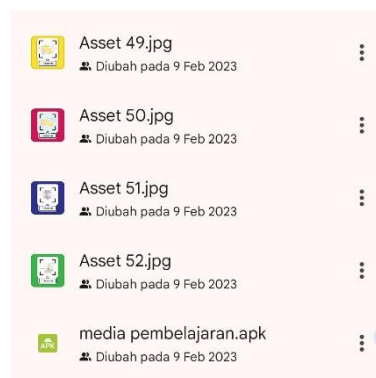 Asset 49.jpg
Diubah pada 9 Feb 2023
Asset 50.jpg
Diubah pada 9 Feb 2023
Asset 51.jpg
Diubah pada 9 Feb 2023
Asset 52.jpg
Diubah pada 9 Feb 2023
media pembelajaran.apk
APK
Diubah pada 9 Feb 2023